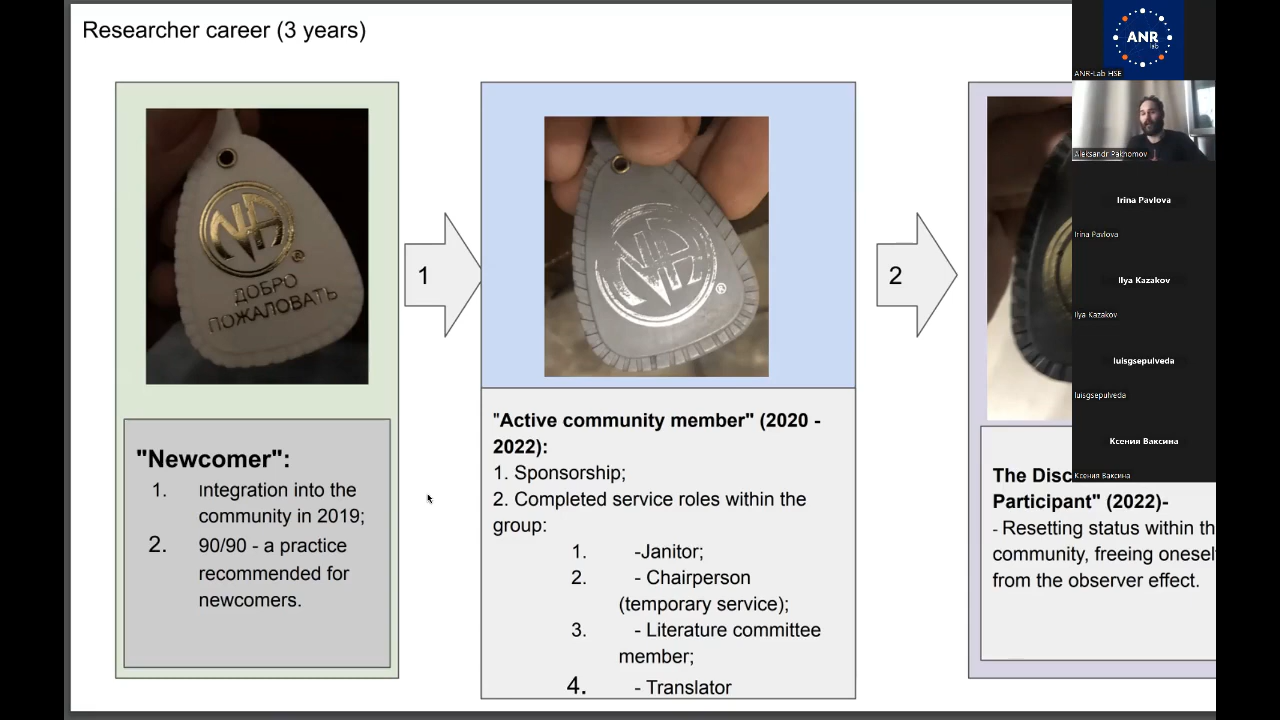 Researcher career (3 years)
NA
®
ДОБРО
ПОЖАЛОВАТЬ
"Newcomer":
1. Integration into the
community in 2019;
2. 90/90 - a practice
recommended for
newcomers.
1
NA
®
"Active community member" (2020 -
2022):
1. Sponsorship;
2. Completed service roles within the
group:
1. -Janitor;
2. - Chairperson
(temporary service);
3. - Literature committee
member;
4. - Translator
2
The Disc
Participant" (2022)-
- Resetting status within th
community, freeing onesel
from the observer effect.
ANR
lab
ANR-Lab HSE
Aleksandr Pakhomov
Irina Pavlova
Irina Pavlova
Ilya Kazakov
Ilya Kazakov
luisgsepulveda
luisgsepulveda
Ксения Ваксина
Ксения Ваксина